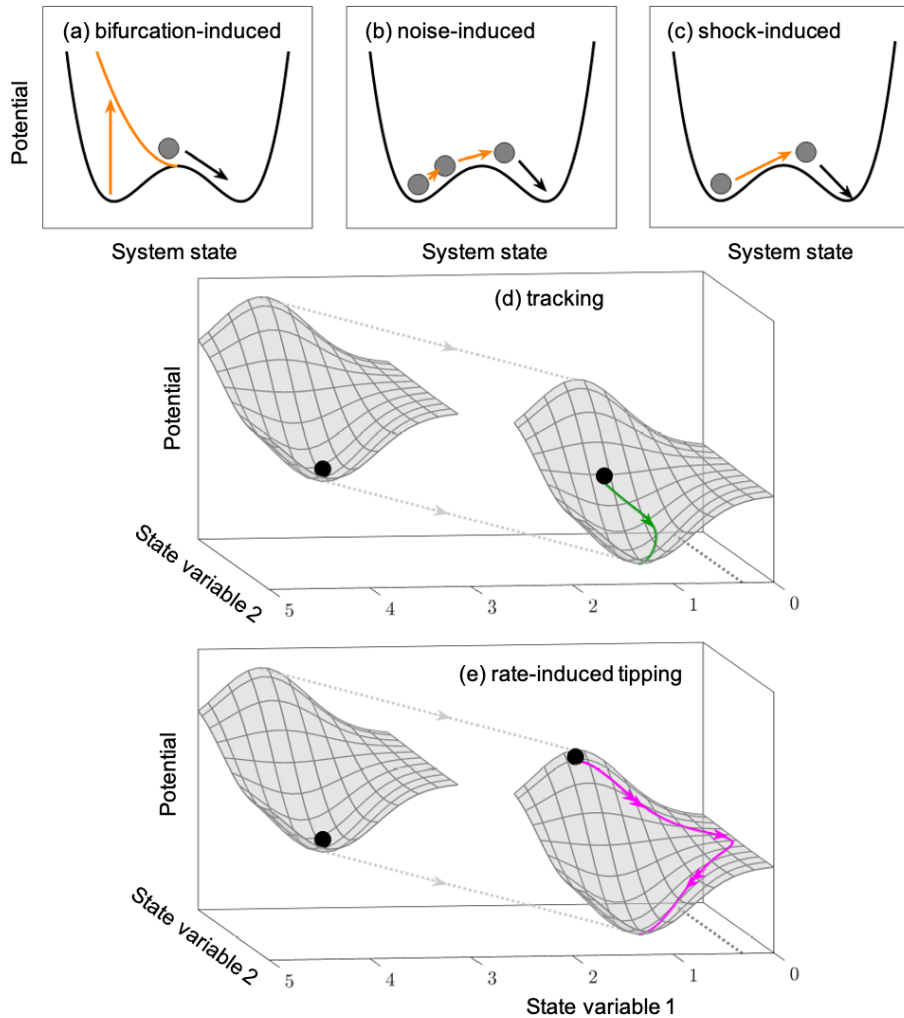 (a) bifurcation-induced
(b) noise-induced
(c) shock-induced
Potential
System state
System state
System state
(d) tracking
Potential
State variable 2
5
4
3
2
1
0
(e) rate-induced tipping
Potential
State variable 2
5
4
3
2
1
0
State variable 1